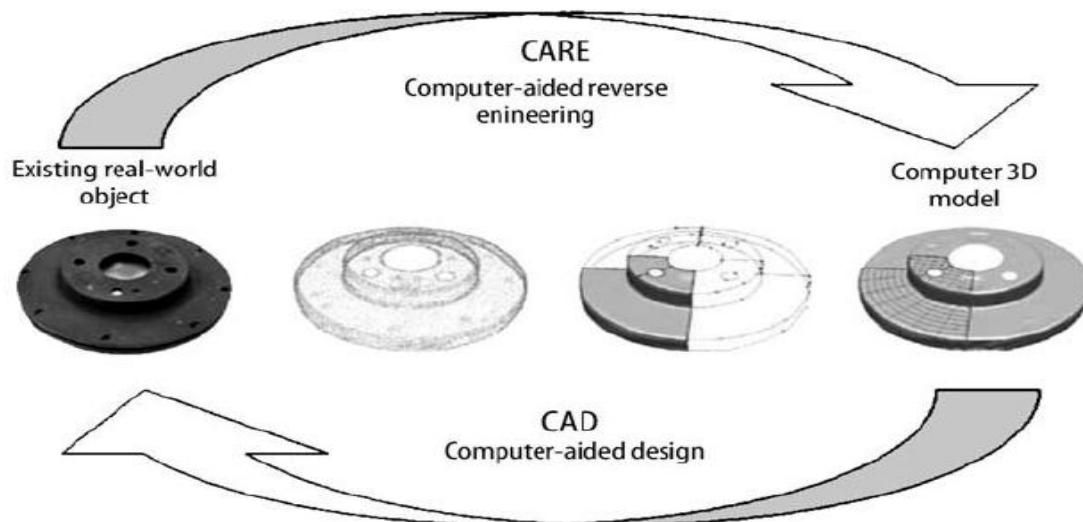 CARE
Computer-aided reverse
enineering
Existing real-world
object
Computer 3D
model
CAD
Computer-aided design